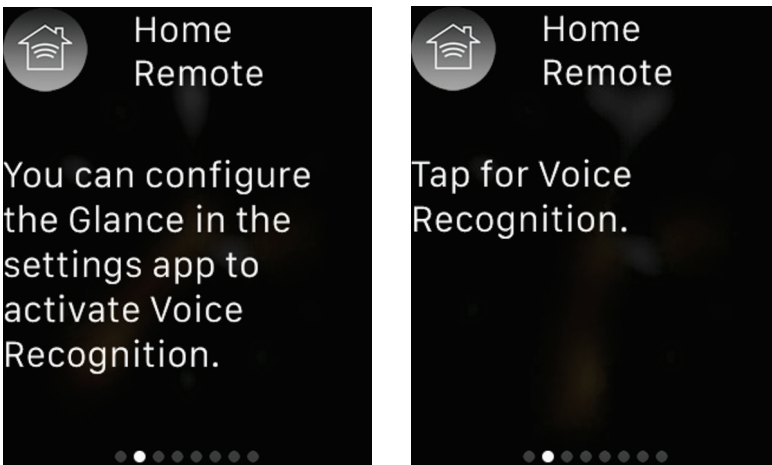 Home
Remote
You can configure
the Glance in the
settings app to
activate Voice
Recognition.
Home
Remote
Tap for Voice
Recognition.